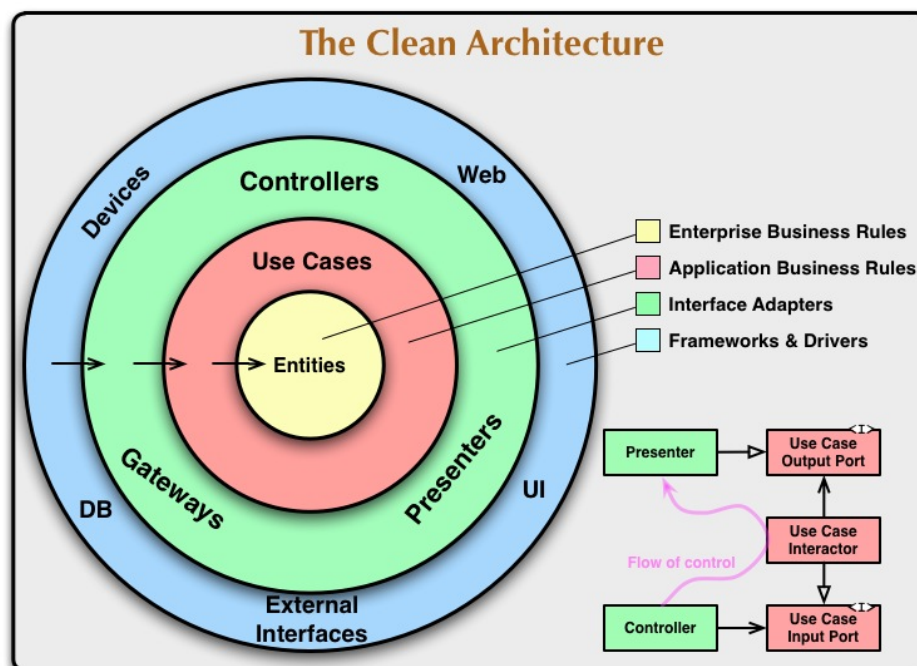 The Clean Architecture
Devices
Controllers
Web
Use Cases
Entities
Gateways
Presenters
DB
UI
External
Interfaces
Enterprise Business Rules
Application Business Rules
Interface Adapters
Frameworks & Drivers
Presenter
<I>
Use Case
Output Port
Flow of control
Use Case
Interactor
Controller
<I>
Use Case
Input Port